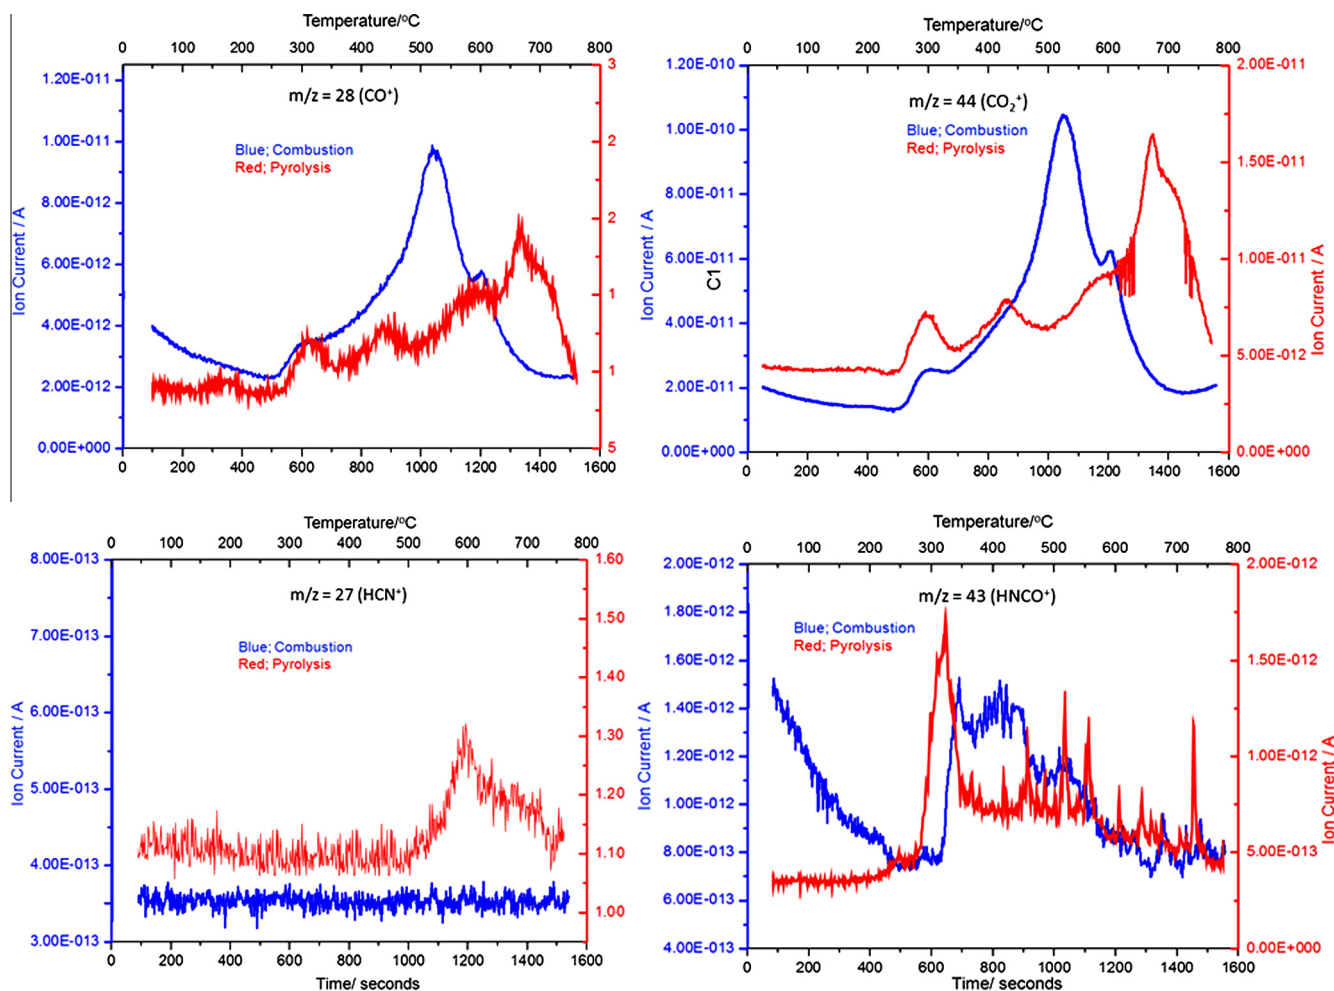 Temperature/°C
0 100 200 300 400 500 600 700 800
1.20E-011
1.00E-011
8.00E-012
6.00E-012
4.00E-012
2.00E-012
0.00E+000
Ion Current / A
m/z = 28 (CO⁺)
Blue; Combustion
Red; Pyrolysis
3
2
2
1
1
5
0 200 400 600 800 1000 1200 1400 1600
Temperature/°C
0 100 200 300 400 500 600 700 800
1.20E-010
1.00E-010
8.00E-011
6.00E-011
4.00E-011
2.00E-011
0.00E+000
Ion Current / A
C1
m/z = 44 (CO₂⁺)
Blue; Combustion
Red; Pyrolysis
2.00E-011
1.50E-011
1.00E-011
5.00E-012
0.00E+000
Ion Current / A
0 200 400 600 800 1000 1200 1400 1600
Temperature/°C
0 100 200 300 400 500 600 700 800
8.00E-013
7.00E-013
6.00E-013
5.00E-013
4.00E-013
3.00E-013
Ion Current / A
m/z = 27 (HCN⁺)
Blue; Combustion
Red; Pyrolysis
1.60
1.50
1.40
1.30
1.20
1.10
1.00
0 200 400 600 800 1000 1200 1400 1600
Time/ seconds
Temperature/°C
0 100 200 300 400 500 600 700 800
2.00E-012
1.80E-012
1.60E-012
1.40E-012
1.20E-012
1.00E-012
8.00E-013
6.00E-013
4.00E-013
Ion Current / A
m/z = 43 (HNCO⁺)
Blue; Combustion
Red; Pyrolysis
2.00E-012
1.50E-012
1.00E-012
5.00E-013
0.00E+000
Ion Current / A
0 200 400 600 800 1000 1200 1400 1600
Time/ seconds